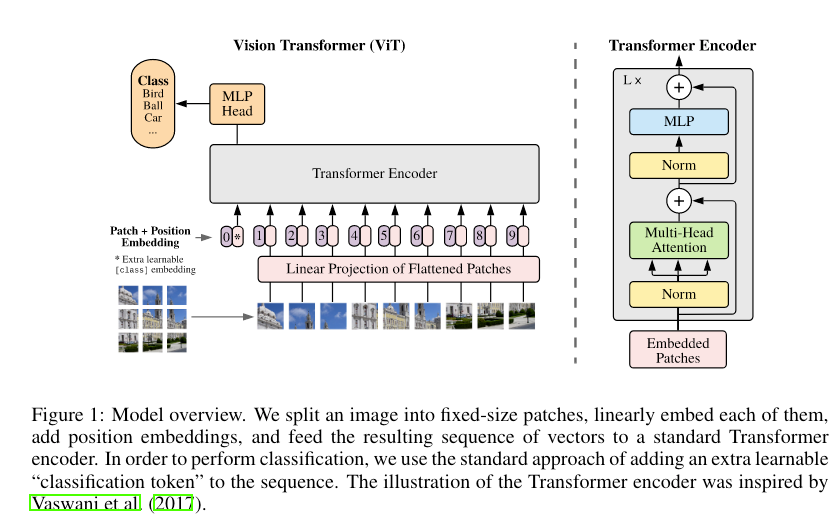 Vision Transformer (ViT)
Class
Bird
Ball
Car
...
MLP
Head
Transformer Encoder
Patch + Position
Embedding
0 * 1 2 3 4 5 6 7 8 9
* Extra learnable
[class] embedding
Linear Projection of Flattened Patches
Transformer Encoder
L x
+
MLP
Norm
+
Multi-Head
Attention
Norm
Embedded
Patches
Figure 1: Model overview. We split an image into fixed-size patches, linearly embed each of them,
add position embeddings, and feed the resulting sequence of vectors to a standard Transformer
encoder. In order to perform classification, we use the standard approach of adding an extra learnable
“classification token” to the sequence. The illustration of the Transformer encoder was inspired by
Vaswani et al. (2017).